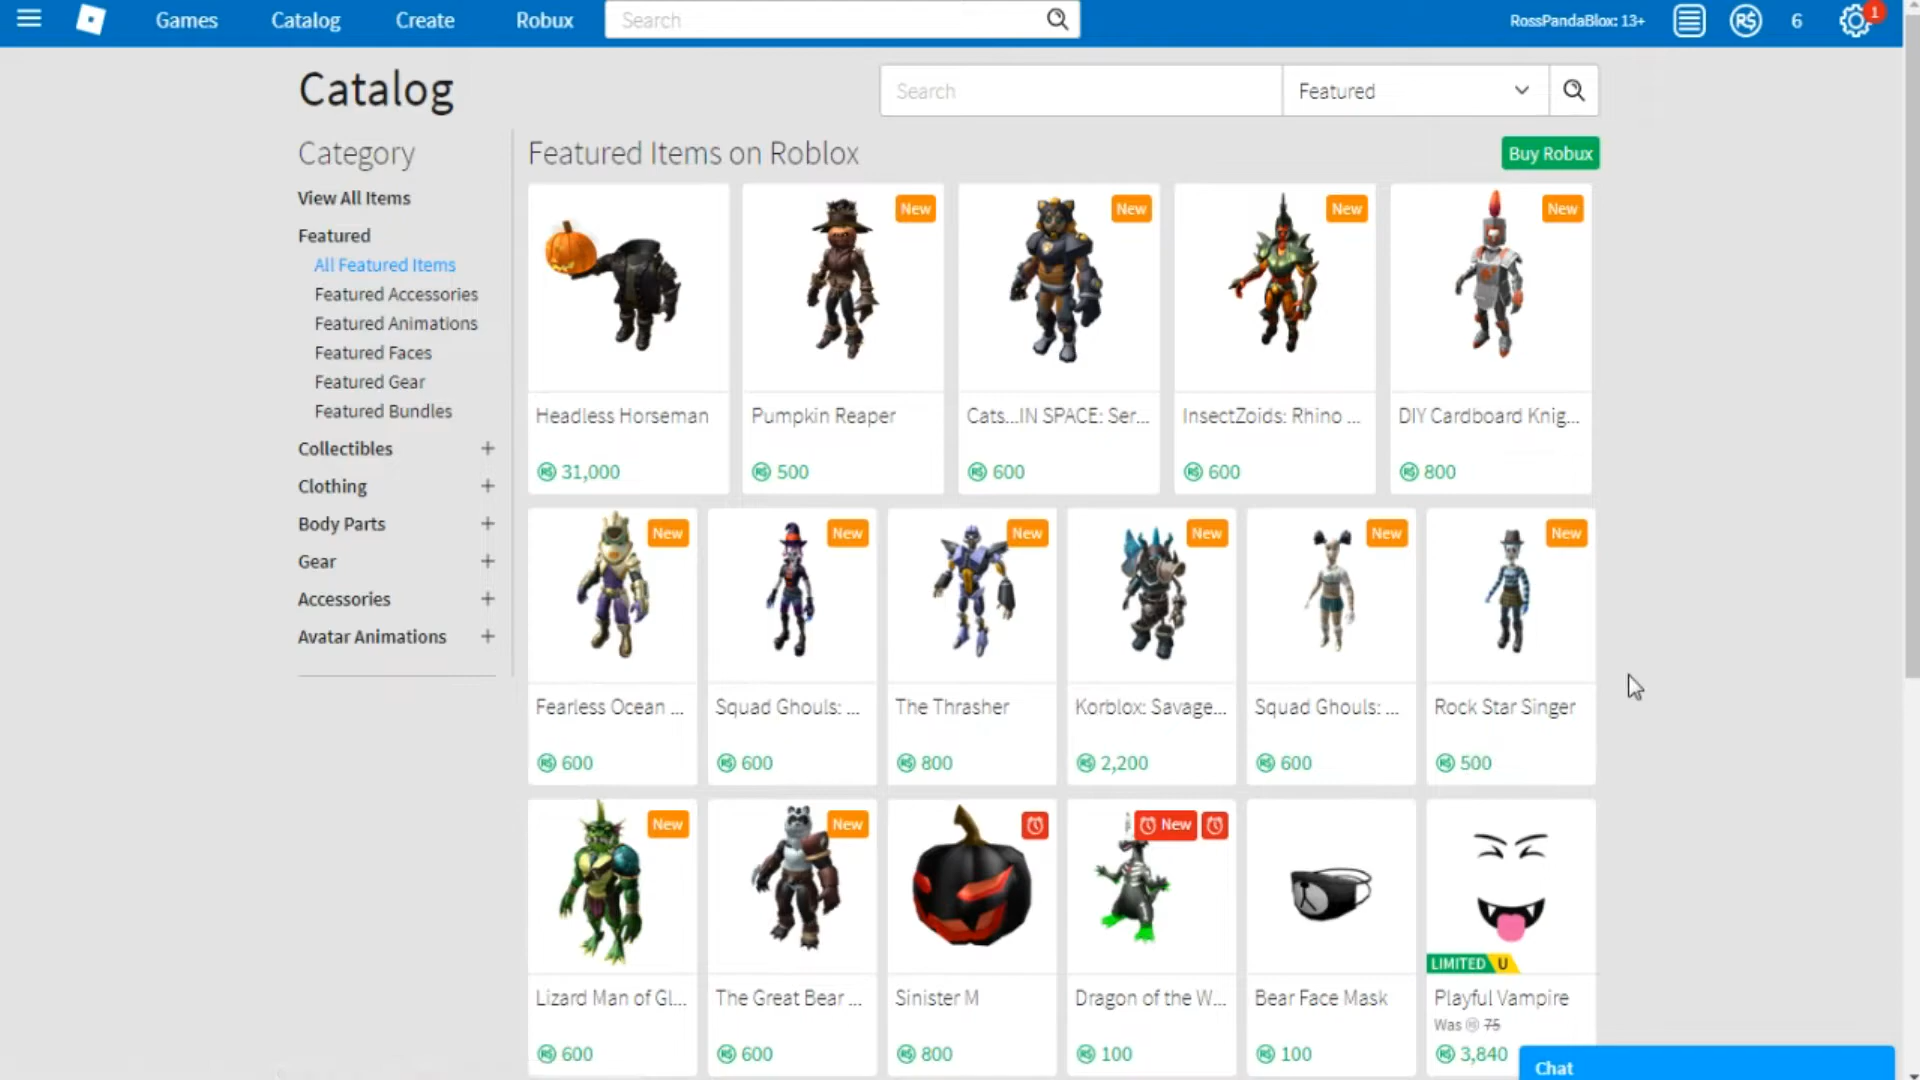 Games Catalog Create Robux Search RossPandaBlox: 13+ R$ 6 1
Catalog
Search Featured
Category
Featured Items on Roblox
Buy Robux
View All Items
Featured
All Featured Items
Featured Accessories
Featured Animations
Featured Faces
Featured Gear
Featured Bundles
Collectibles +
Clothing +
Body Parts +
Gear +
Accessories +
Avatar Animations +
New New New New
Headless Horseman Pumpkin Reaper Cats...IN SPACE: Ser... InsectZoids: Rhino ... DIY Cardboard Knig...
R$ 31,000 R$ 500 R$ 600 R$ 600 R$ 800
New New New New New New
Fearless Ocean ... Squad Ghouls: ... The Thrasher Korblox: Savage... Squad Ghouls: ... Rock Star Singer
R$ 600 R$ 600 R$ 800 R$ 2,200 R$ 600 R$ 500
New New New
LIMITED U
Lizard Man of Gl... The Great Bear ... Sinister M Dragon of the W... Bear Face Mask Playful Vampire
Was R$ 75
R$ 600 R$ 600 R$ 800 R$ 100 R$ 100 R$ 3,840
Chat